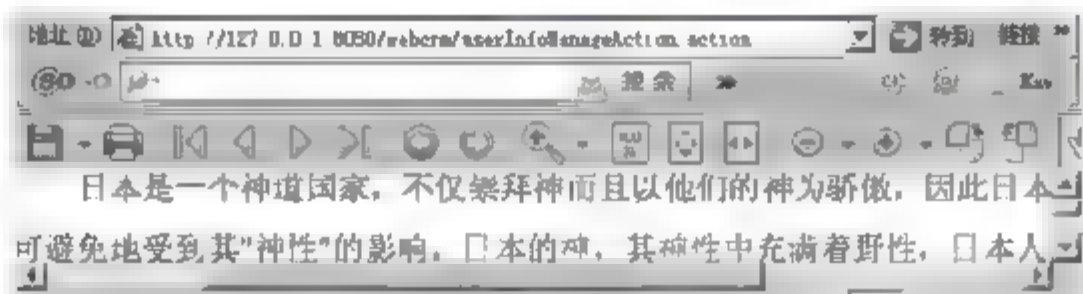 地址(D) http://127.0.0.1:8080/webcrm/userInfoManageAction.action 转到 链接 »
搜索 »
日本是一个神道国家，不仅崇拜神而且以他们的神为骄傲，因此日本
可避免地受到其"神性"的影响。日本的神，其神性中充满着野性，日本人